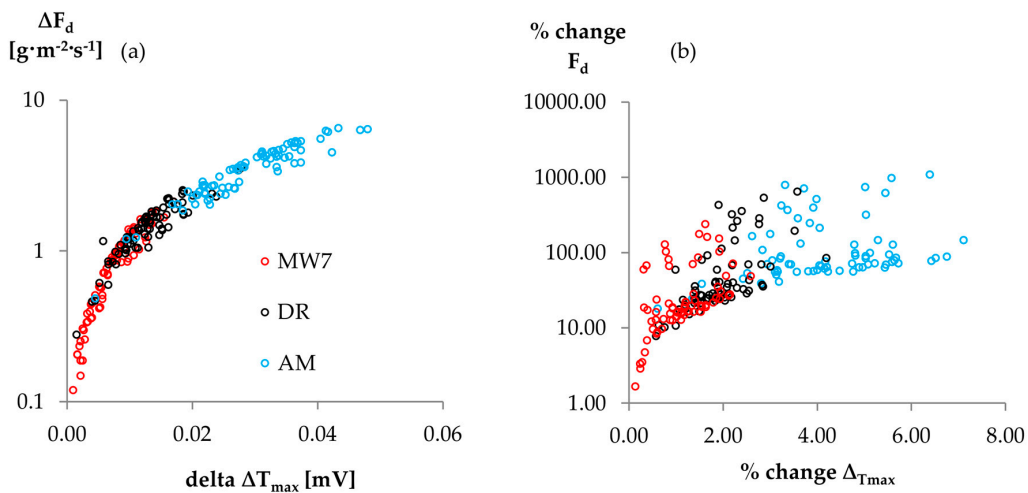 ΔFd
[g·m-2·s-1]
(a)
10
1
0.1
0.00
0.02
0.04
0.06
delta ΔTmax [mV]
MW7
DR
AM
% change
Fd
(b)
10000.00
1000.00
100.00
10.00
1.00
0.00
2.00
4.00
6.00
8.00
% change ΔTmax